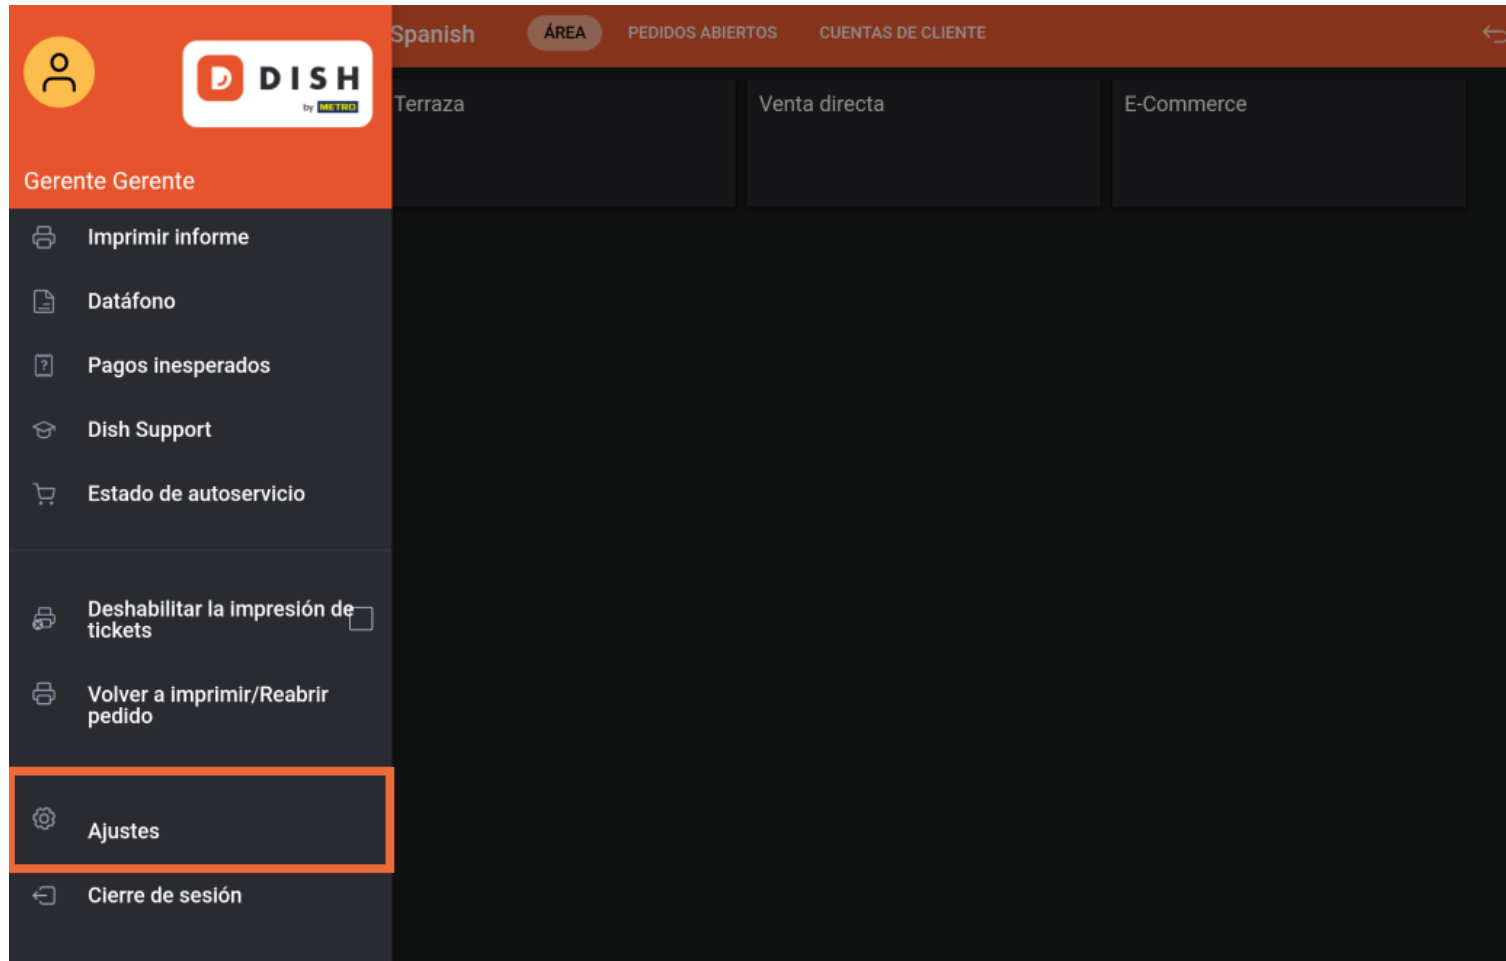 DISH
by METRO
Gerente Gerente
Spanish
ÁREA
PEDIDOS ABIERTOS
CUENTAS DE CLIENTE
Terraza
Venta directa
E-Commerce
Imprimir informe
Datáfono
Pagos inesperados
Dish Support
Estado de autoservicio
Deshabilitar la impresión de
tickets
Volver a imprimir/Reabrir
pedido
Ajustes
Cierre de sesión